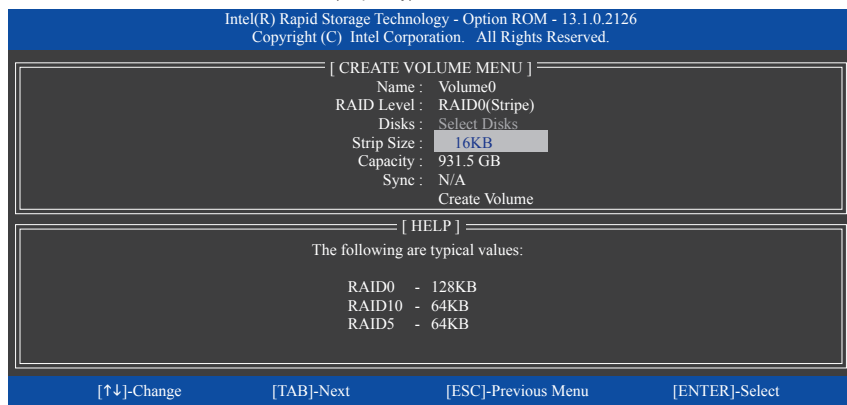 Intel(R) Rapid Storage Technology - Option ROM - 13.1.0.2126
Copyright (C) Intel Corporation. All Rights Reserved.
[ CREATE VOLUME MENU ]
Name : Volume0
RAID Level : RAID0(Stripe)
Disks : Select Disks
Strip Size : 16KB
Capacity : 931.5 GB
Sync : N/A
Create Volume
[ HELP ]
The following are typical values:
RAID0 - 128KB
RAID10 - 64KB
RAID5 - 64KB
[↑↓]-Change [TAB]-Next [ESC]-Previous Menu [ENTER]-Select